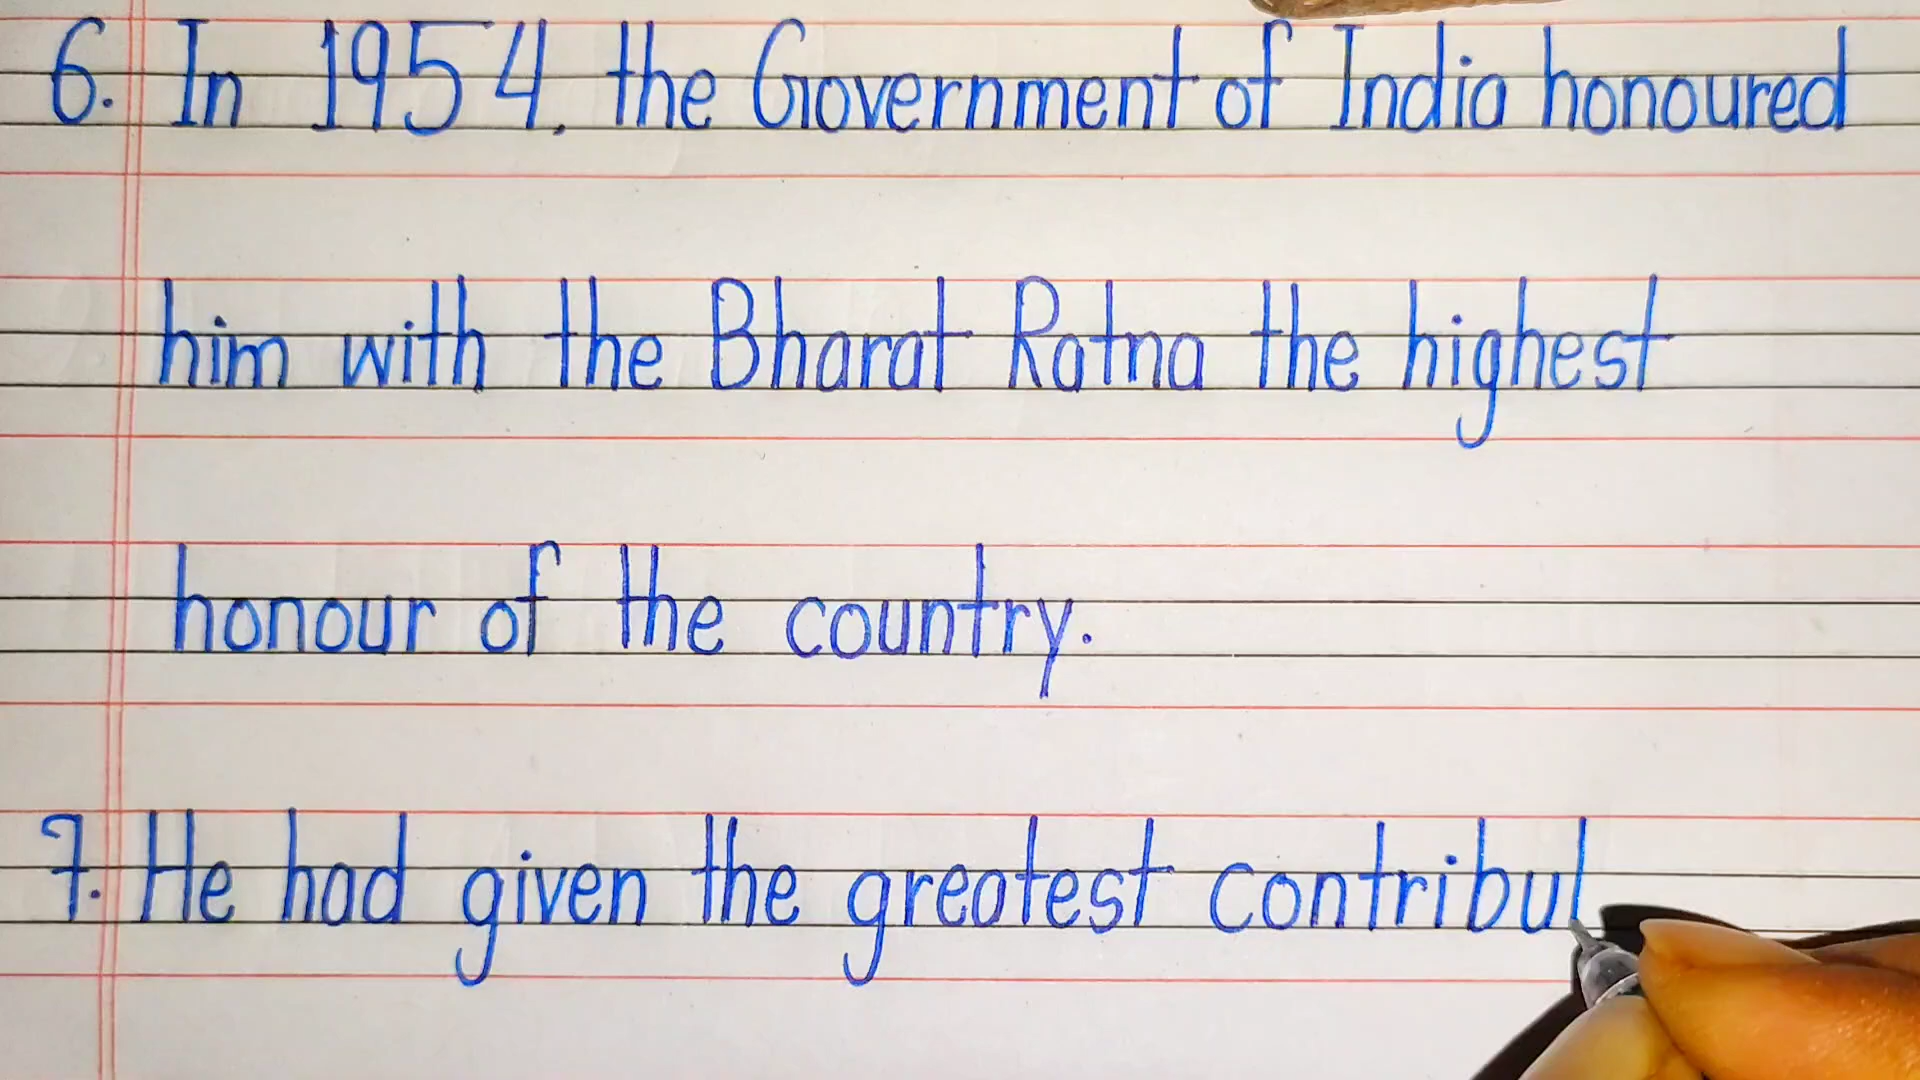 6. In 1954, the Government of India honoured
him with the Bharat Ratna the highest
honour of the country.
7. He had given the greatest contribut